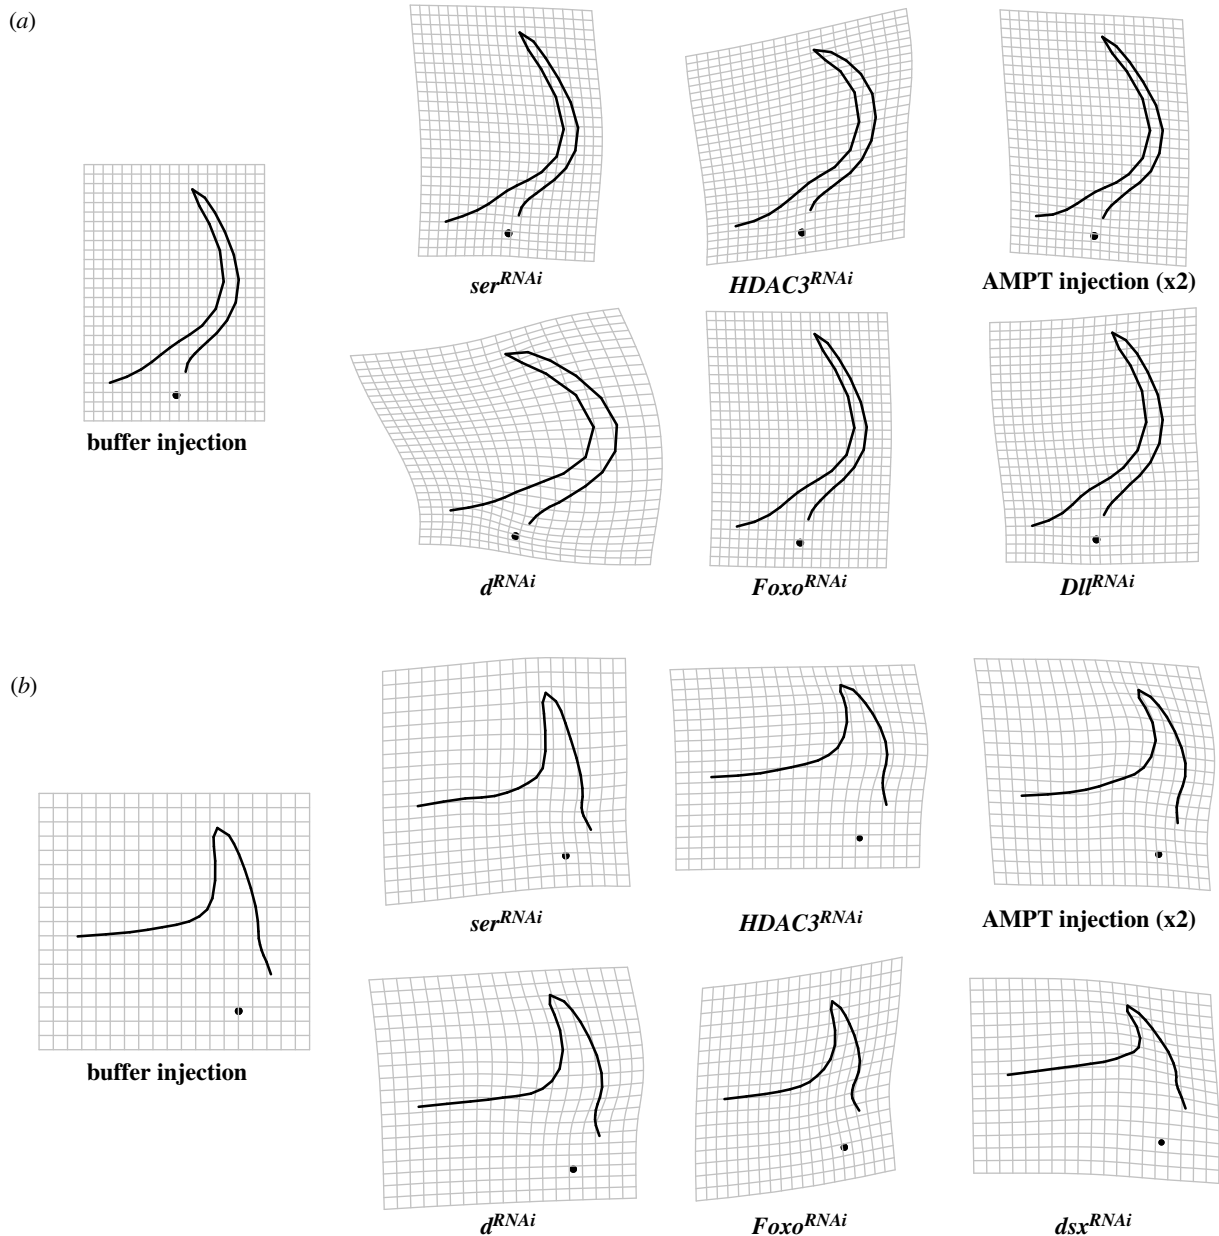 (a)
ser^RNAi
HDAC3^RNAi
AMPT injection (x2)
buffer injection
d^RNAi
Foxo^RNAi
Dll^RNAi
(b)
ser^RNAi
HDAC3^RNAi
AMPT injection (x2)
buffer injection
d^RNAi
Foxo^RNAi
dsx^RNAi